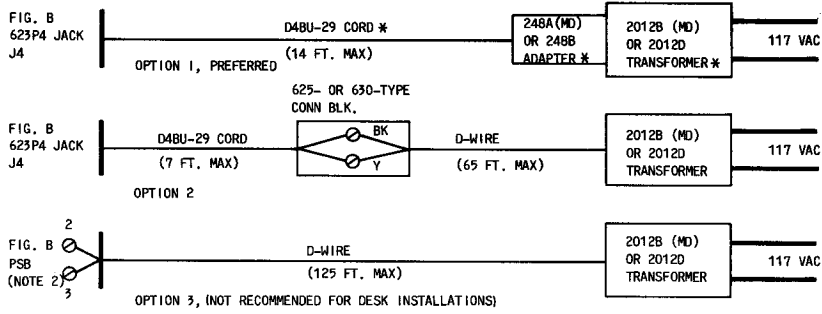 FIG. B
623P4 JACK
J4
D4BU-29 CORD *
(14 FT. MAX)
OPTION 1, PREFERRED
248A(MD)
OR 248B
ADAPTER *
2012B (MD)
OR 2012D
TRANSFORMER *
117 VAC
625- OR 630-TYPE
CONN BLK.
FIG. B
623P4 JACK
J4
D4BU-29 CORD
(7 FT. MAX)
BK
Y
D-WIRE
(65 FT. MAX)
2012B (MD)
OR 2012D
TRANSFORMER
117 VAC
OPTION 2
FIG. B
PSB
(NOTE 2)
2
3
D-WIRE
(125 FT. MAX)
2012B (MD)
OR 2012D
TRANSFORMER
117 VAC
OPTION 3, (NOT RECOMMENDED FOR DESK INSTALLATIONS)